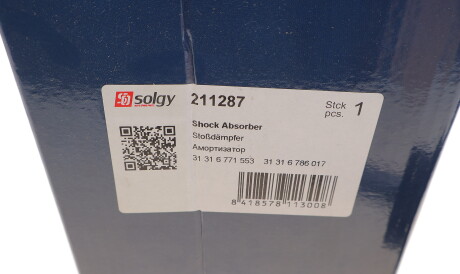 solgy 211287 Stck pcs. 1
Shock Absorber
Stoßdämpfer
Амортизатор
31 31 6 771 553 31 31 6 786 017
8 418578 113008